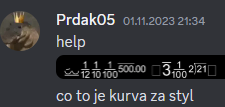 Prdak05 01.11.2023 21:34
help
co to je kurva za styl